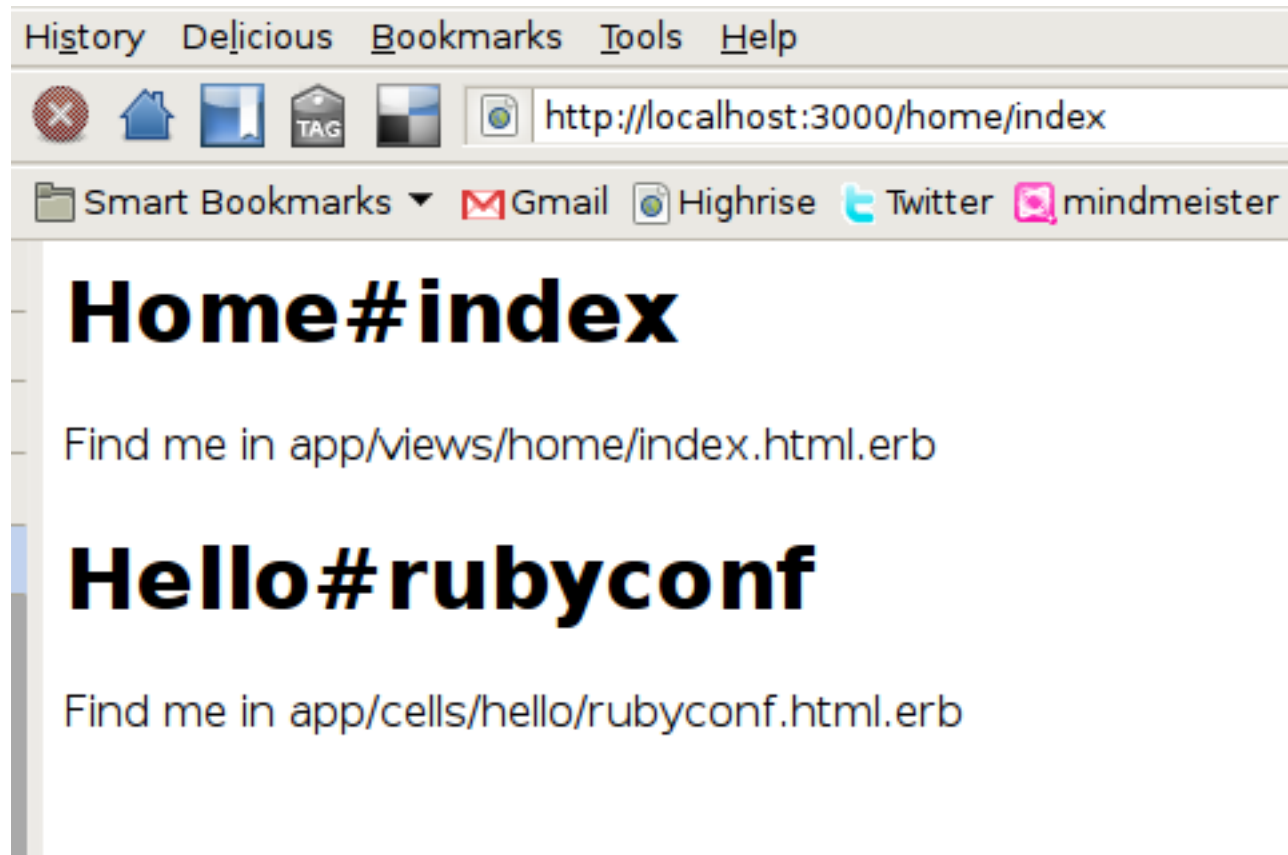 History Delicious Bookmarks Tools Help
TAG http://localhost:3000/home/index
Smart Bookmarks Gmail Highrise Twitter mindmeister
Home#index
Find me in app/views/home/index.html.erb
Hello#rubyconf
Find me in app/cells/hello/rubyconf.html.erb